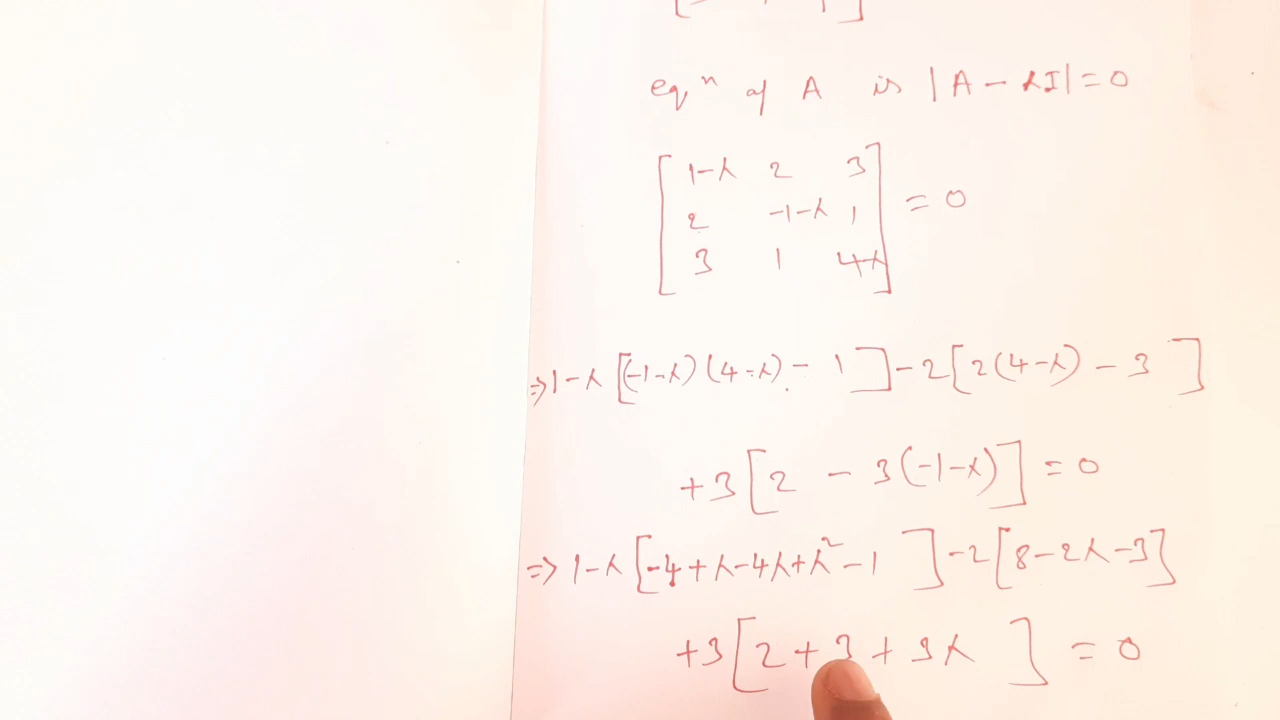 eqⁿ of A is |A-λI|=0
[1-λ 2 3
2 -1-λ 1 = 0
3 1 4-λ]
⇒ 1-λ [(-1-λ)(4-λ) - 1] - 2[2(4-λ) - 3]
+3[2 - 3(-1-λ)] = 0
⇒ 1-λ [-4+λ-4λ+λ²-1] - 2[8-2λ-3]
+3[2+3+3λ] = 0